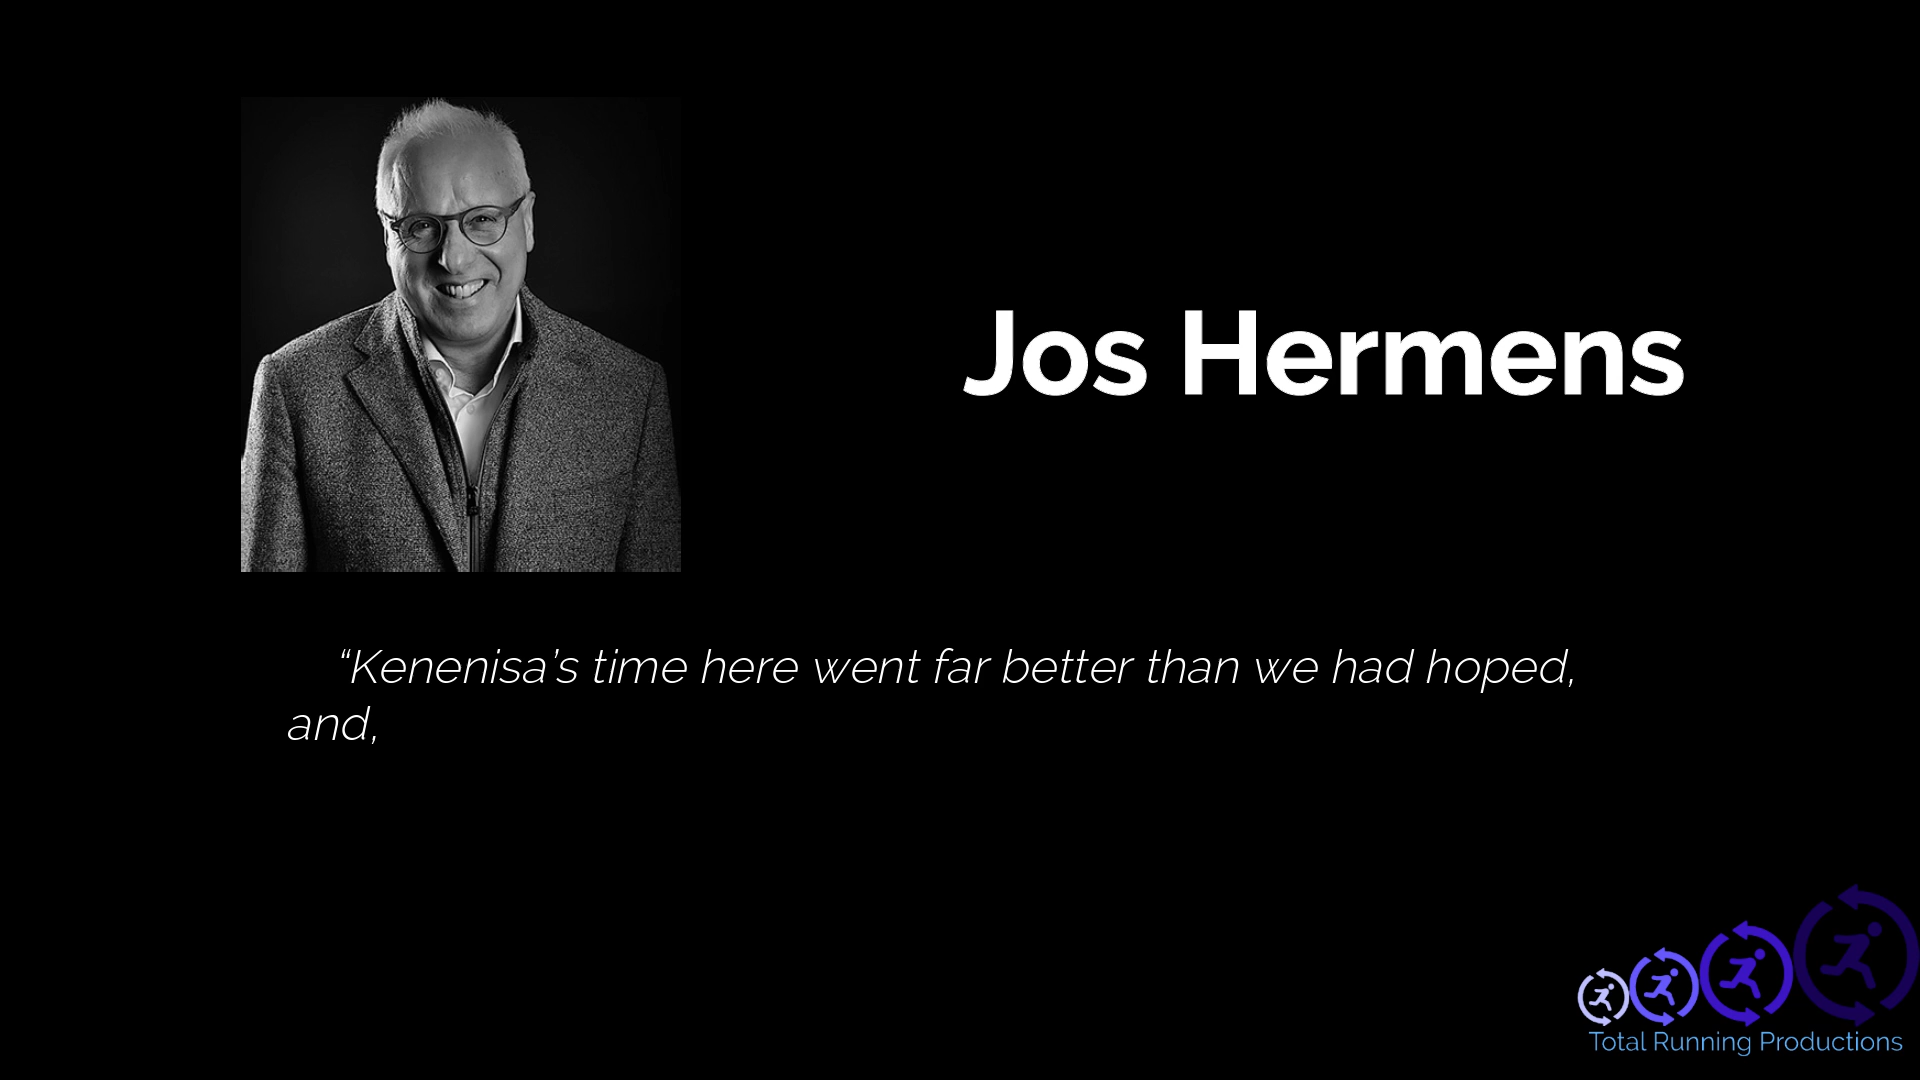 Jos Hermens
“Kenenisa’s time here went far better than we had hoped,
and,
Total Running Productions